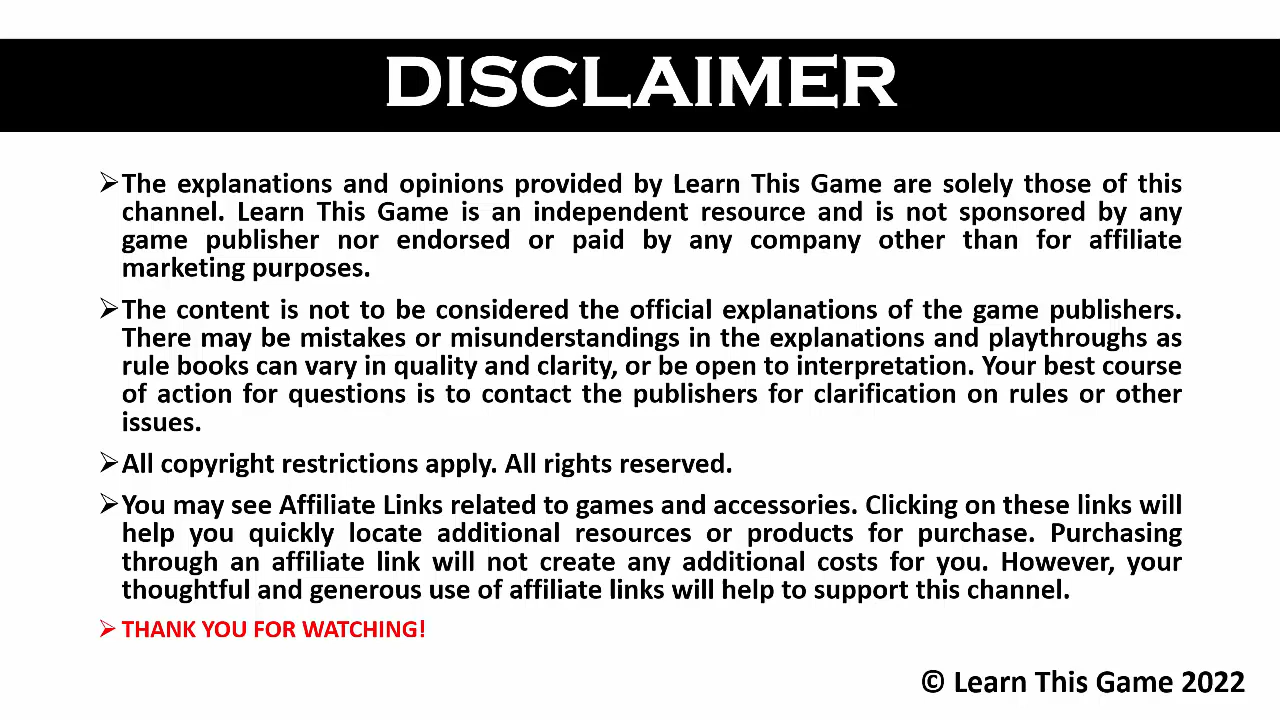 DISCLAIMER
➢The explanations and opinions provided by Learn This Game are solely those of this
channel. Learn This Game is an independent resource and is not sponsored by any
game publisher nor endorsed or paid by any company other than for affiliate
marketing purposes.
➢The content is not to be considered the official explanations of the game publishers.
There may be mistakes or misunderstandings in the explanations and playthroughs as
rule books can vary in quality and clarity, or be open to interpretation. Your best course
of action for questions is to contact the publishers for clarification on rules or other
issues.
➢All copyright restrictions apply. All rights reserved.
➢You may see Affiliate Links related to games and accessories. Clicking on these links will
help you quickly locate additional resources or products for purchase. Purchasing
through an affiliate link will not create any additional costs for you. However, your
thoughtful and generous use of affiliate links will help to support this channel.
➢ THANK YOU FOR WATCHING!
© Learn This Game 2022